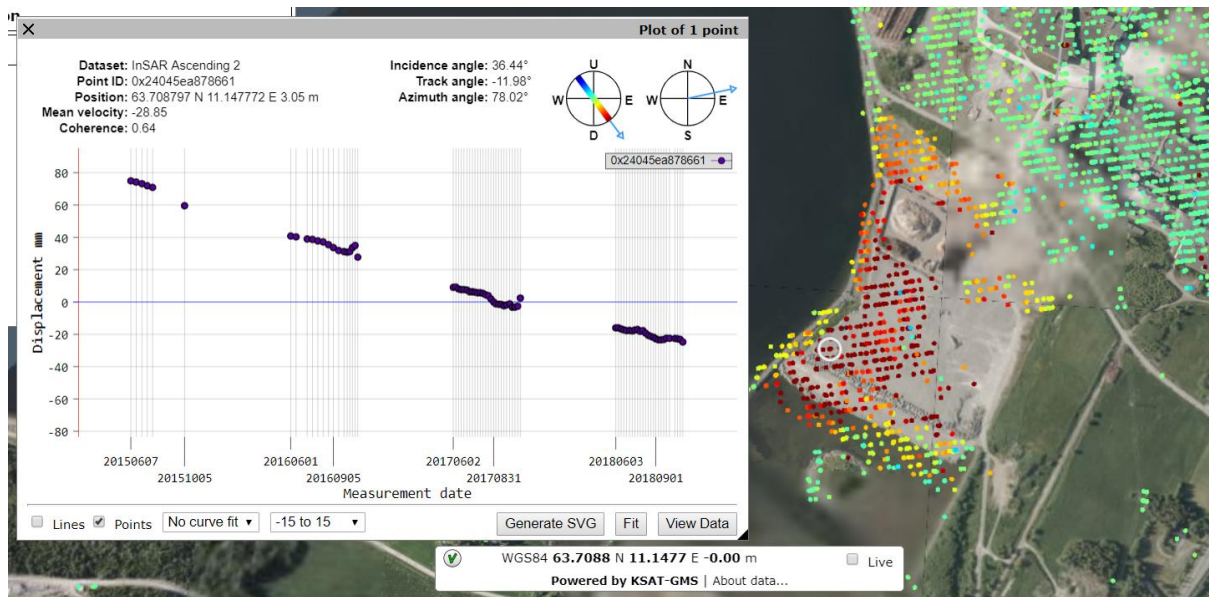 Plot of 1 point
Dataset: InSAR Ascending 2
Point ID: 0x24045ea878661
Position: 63.708797 N 11.147772 E 3.05 m
Mean velocity: -28.85
Coherence: 0.64
Incidence angle: 36.44°
Track angle: -11.98°
Azimuth angle: 78.02°
U
W E
D
N
W E
S
0x24045ea878661
Displacement mm
80
60
40
20
0
-20
-40
-60
-80
20150607 20160601 20170602 20180603
20151005 20160905 20170831 20180901
Measurement date
Lines Points No curve fit -15 to 15 Generate SVG Fit View Data
WGS84 63.7088 N 11.1477 E -0.00 m Live
Powered by KSAT-GMS | About data...